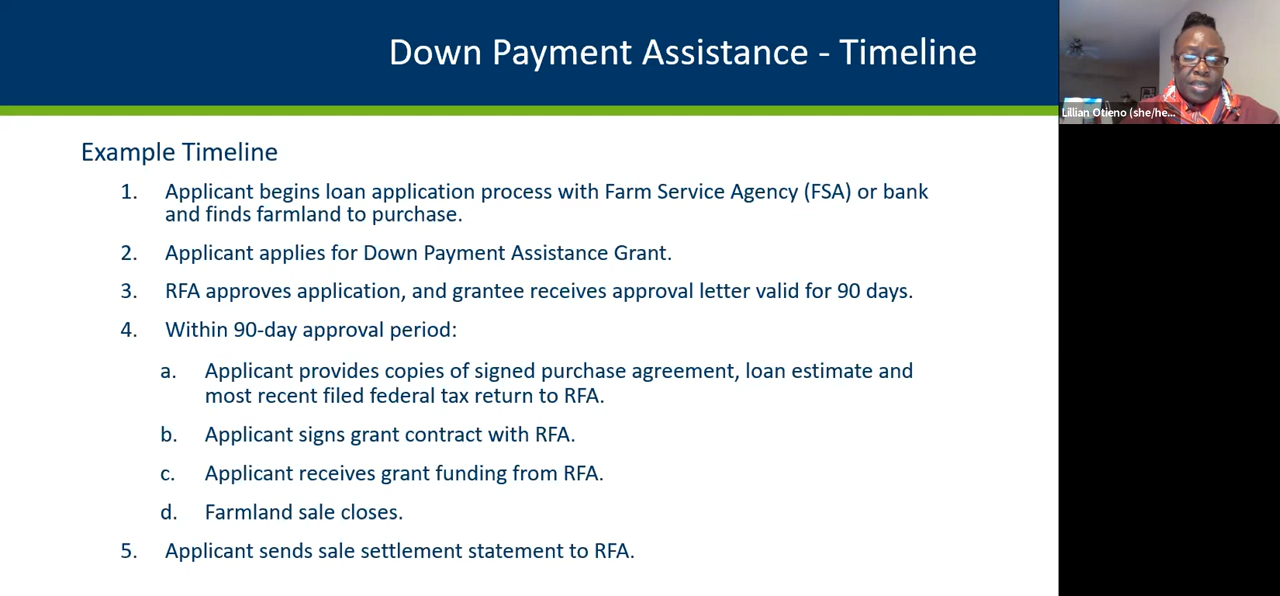 Down Payment Assistance - Timeline
Lillian Otieno (she/he...
Example Timeline
1. Applicant begins loan application process with Farm Service Agency (FSA) or bank
and finds farmland to purchase.
2. Applicant applies for Down Payment Assistance Grant.
3. RFA approves application, and grantee receives approval letter valid for 90 days.
4. Within 90-day approval period:
a. Applicant provides copies of signed purchase agreement, loan estimate and
most recent filed federal tax return to RFA.
b. Applicant signs grant contract with RFA.
c. Applicant receives grant funding from RFA.
d. Farmland sale closes.
5. Applicant sends sale settlement statement to RFA.